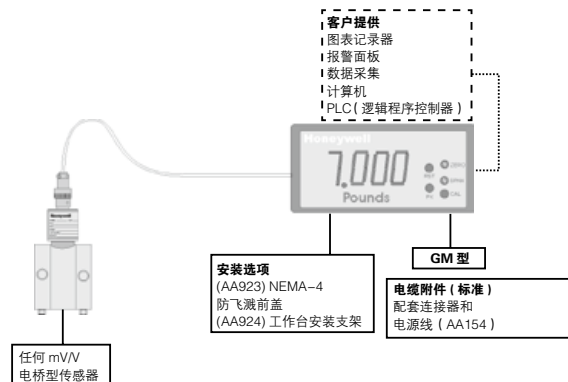 客户提供
图表记录器
报警面板
数据采集
计算机
PLC ( 逻辑程序控制器 )
Honeywell
7.000
Pounds
ZERO
SPAN
CAL
Honeywell
GM 型
安装选项
(AA923) NEMA-4
防飞溅前盖
(AA924) 工作台安装支架
电缆附件 ( 标准 )
配套连接器和
电源线 ( AA154 )
任何 mV/V
电桥型传感器